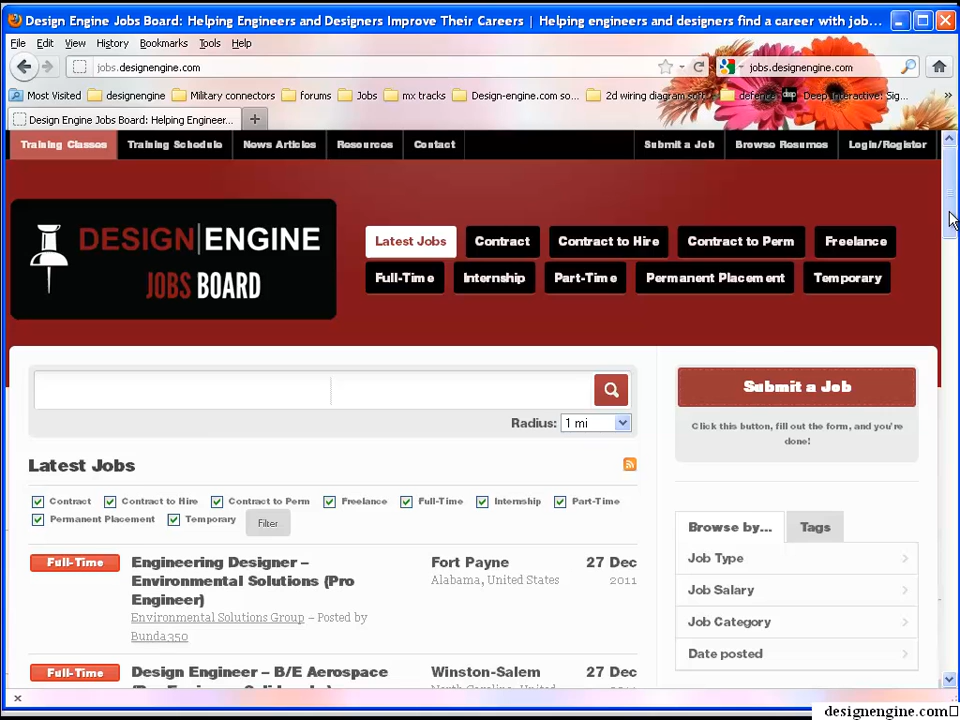 Design Engine Jobs Board: Helping Engineers and Designers Improve Their Careers | Helping engineers and designers find a career with job...
File Edit View History Bookmarks Tools Help
jobs.designengine.com
jobs.designengine.com
Most Visited designengine Military connectors forums Jobs mx tracks Design-engine.com so... 2d wiring diagram soft... defence Deep Interactive: Sig... »
Design Engine Jobs Board: Helping Engineer...
Training Classes Training Schedule News Articles Resources Contact Submit a Job Browse Resumes Login/Register
DESIGN|ENGINE
JOBS BOARD
Latest Jobs Contract Contract to Hire Contract to Perm Freelance
Full-Time Internship Part-Time Permanent Placement Temporary
Radius: 1 mi
Submit a Job
Click this button, fill out the form, and you're
done!
Latest Jobs
Contract Contract to Hire Contract to Perm Freelance Full-Time Internship Part-Time
Permanent Placement Temporary Filter
Browse by... Tags
Job Type
Job Salary
Job Category
Date posted
Full-Time Engineering Designer – Fort Payne 27 Dec
Environmental Solutions (Pro Alabama, United States 2011
Engineer)
Environmental Solutions Group – Posted by
Bunda350
Full-Time Design Engineer – B/E Aerospace Winston-Salem 27 Dec
designengine.com